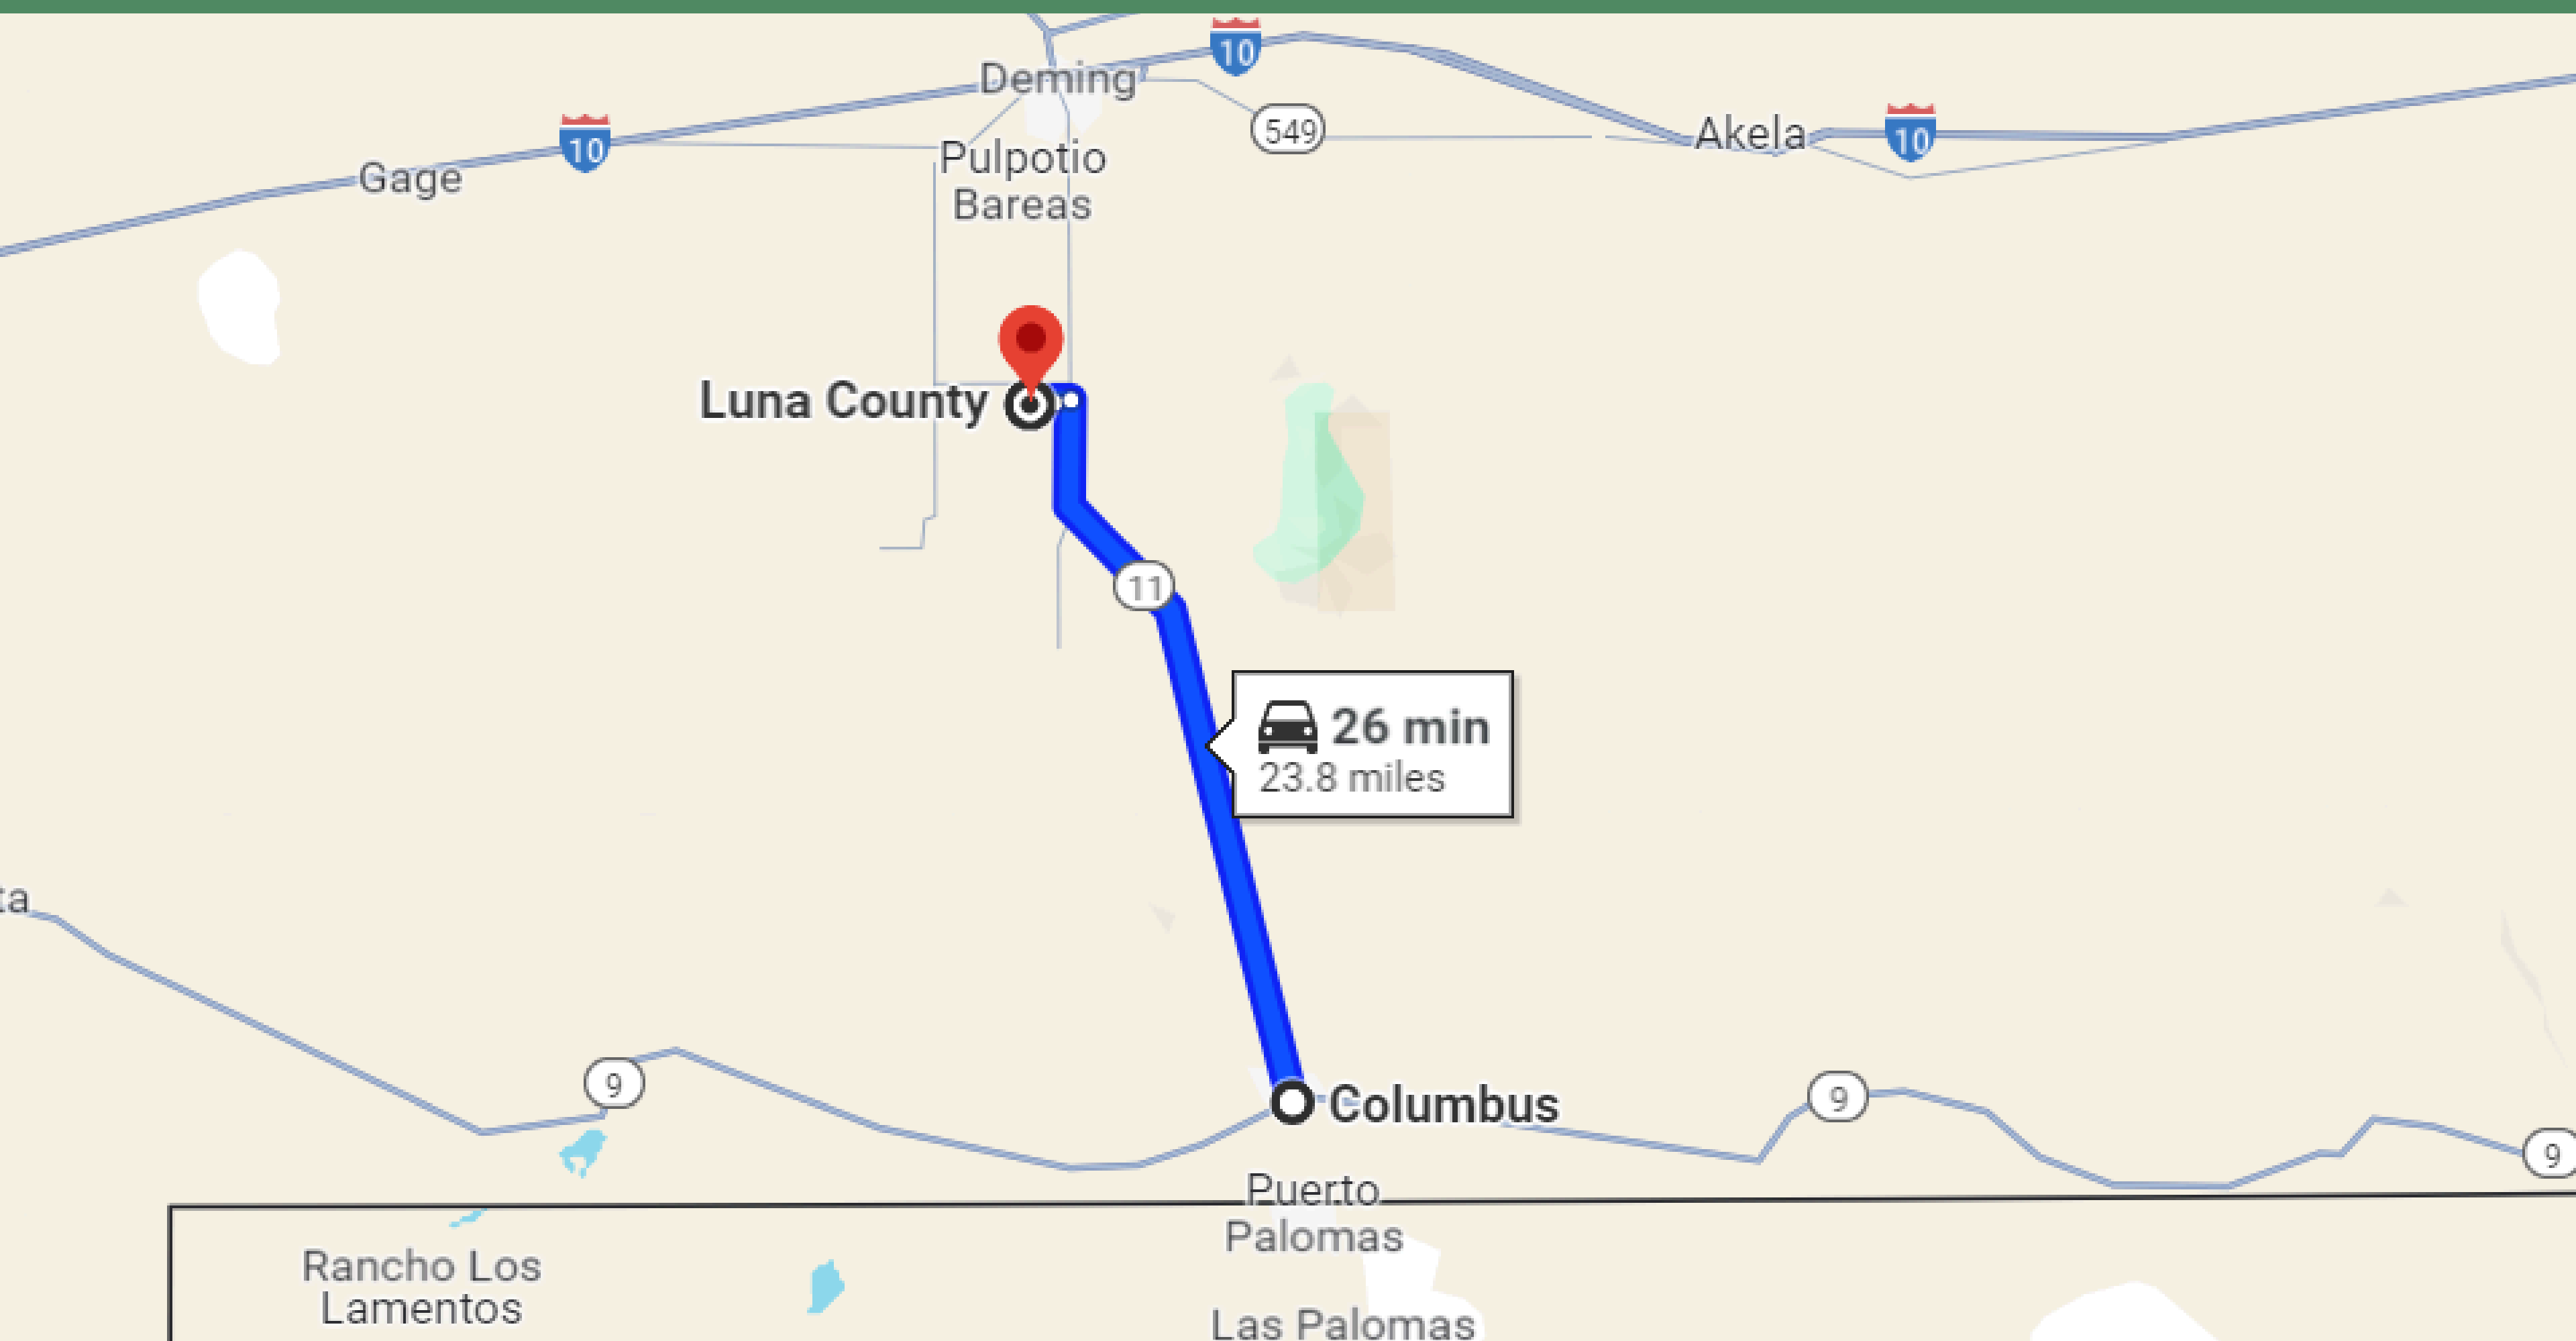 10
Deming
549
Akela
10
10
Gage
Pulpotio
Bareas
Luna County
11
26 min
23.8 miles
ta
9
Columbus
9
9
Puerto
Palomas
Rancho Los
Lamentos
Las Palomas